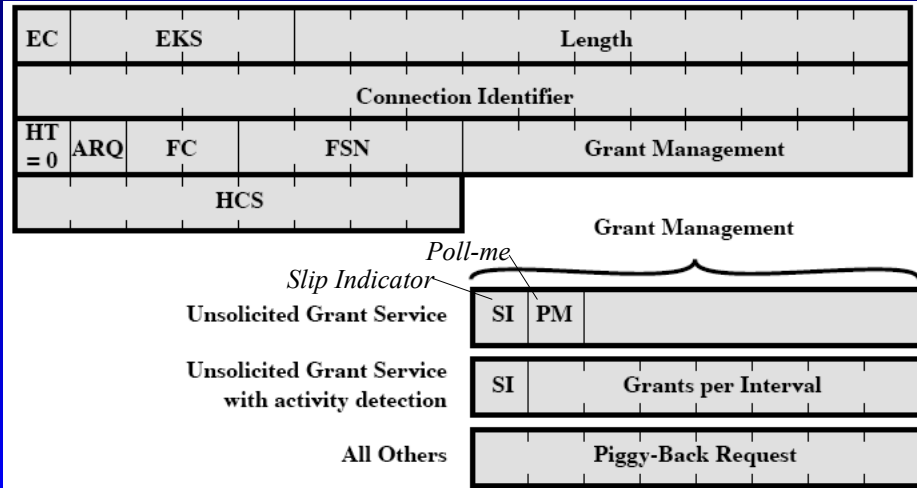 EC EKS Length
Connection Identifier
HT = 0 ARQ FC FSN Grant Management
HCS
Grant Management
Poll-me
Slip Indicator
Unsolicited Grant Service SI PM
Unsolicited Grant Service with activity detection SI Grants per Interval
All Others Piggy-Back Request